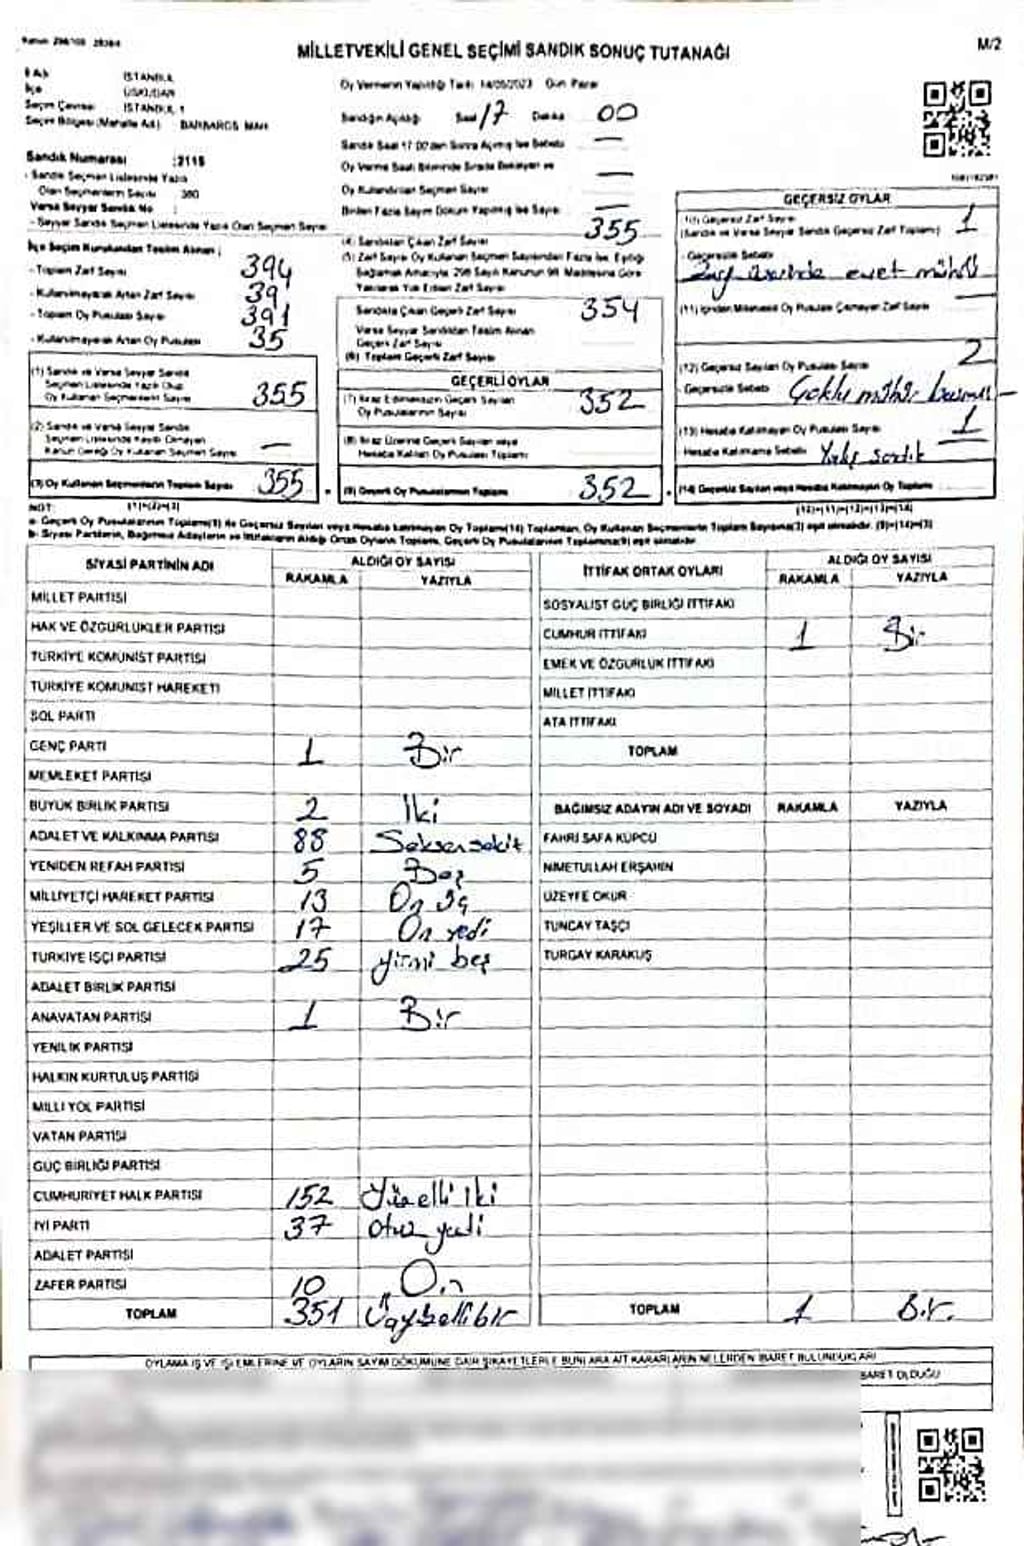 MİLLETVEKİLİ GENEL SEÇİMİ SANDIK SONUÇ TUTANAĞI
M/2
İli İSTANBUL
İlçe ÜSKÜDAR
Seçim Çevresi İSTANBUL 1
Seçim Bölgesi (Mahalle Adı) : BARBAROS MAH.
Sandık Numarası : 2115
- Sandık Seçmen Listesinde Yazılı
Olan Seçmenlerin Sayısı : 380
Varsa Seyyar Sandık No :
- Seyyar Sandık Seçmen Listesinde Yazılı Olan Seçmen Sayısı
İlçe Seçim Kurulundan Teslim Alınan ;
- Toplam Zarf Sayısı 394
- Kullanılmayarak Artan Zarf Sayısı 39
- Toplam Oy Pusulası Sayısı 391
- Kullanılmayarak Artan Oy Pusulası 35
(1) Sandık ve Varsa Seyyar Sandık
Seçmen Listesinde Yazılı Olup
Oy Kullanan Seçmenlerin Sayısı 355
(2) Sandık ve Varsa Seyyar Sandık
Seçmen Listesinde Kayıtlı Olmayan
Kanun Gereği Oy Kullanan Seçmen Sayısı —
(3) Oy Kullanan Seçmenlerin Toplam Sayısı 355
(1)+(2)=(3)
Oy Vermenin Yapıldığı Tarih: 14/05/2023 Gün: Pazar
Sandığın Açıldığı Saat 17 Dakika 00
Sandık Saat 17:00'den Sonra Açılmış İse Sebebi —
Oy Verme Saati Bitiminde Sırada Bekleyen ve
Oy Kullandırılan Seçmen Sayısı —
Birden Fazla Sayım Döküm Yapılmış İse Sayısı —
(4) Sandıktan Çıkan Zarf Sayısı 355
(5) Zarf Sayısı Oy Kullanan Seçmen Sayısından Fazla İse, Eşitliği
Sağlamak Amacıyla, 298 Sayılı Kanunun 98. Maddesine Göre
Yakılarak Yok Edilen Zarf Sayısı
Sandıkta Çıkan Geçerli Zarf Sayısı 354
Varsa Seyyar Sandıktan Teslim Alınan
Geçerli Zarf Sayısı
(6) Toplam Geçerli Zarf Sayısı
GEÇERLİ OYLAR
(7) İtiraz Edilmeksizin Geçerli Sayılan
Oy Pusulalarının Sayısı 352
(8) İtiraz Üzerine Geçerli Sayılan veya
Hesaba Katılan Oy Pusulaları Toplamı
(9) Geçerli Oy Pusulalarının Toplamı 352
GEÇERSİZ OYLAR
(10) Geçersiz Zarf Sayısı 1
(Sandık ve Varsa Seyyar Sandık Geçersiz Zarf Toplamı)
- Geçersizlik Sebebi
Zarf üzerinde evet mührü
(11) İçinden Milletvekili Oy Pusulası Çıkmayan Zarf Sayısı —
(12) Geçersiz Sayılan Oy Pusulası Sayısı 2
- Geçersizlik Sebebi Çoklu mühür
(13) Hesaba Katılmayan Oy Pusulası Sayısı 1
- Hesaba Katılmama Sebebi sandık
(14) Geçersiz Sayılan veya Hesaba Katılmayan Oy Toplamı
(10)+(11)+(12)+(13)=(14)
NOT:
a- Geçerli Oy Pusulalarının Toplamı(9) ile Geçersiz Sayılan veya Hesaba Katılmayan Oy Toplamı(14) Toplamları, Oy Kullanan Seçmenlerin Toplam Sayısına(3) eşit olmalıdır. (9)+(14)=(3)
b- Siyasi Partilerin, Bağımsız Adayların ve İttifakların Aldığı Ortak Oyların Toplamı, Geçerli Oy Pusulalarının Toplamına(9) eşit olmalıdır
SİYASİ PARTİNİN ADI ALDIĞI OY SAYISI
RAKAMLA YAZIYLA
MİLLET PARTİSİ
HAK VE ÖZGÜRLÜKLER PARTİSİ
TÜRKİYE KOMÜNİST PARTİSİ
TÜRKİYE KOMÜNİST HAREKETİ
SOL PARTİ
GENÇ PARTİ 1 Bir
MEMLEKET PARTİSİ
BÜYÜK BİRLİK PARTİSİ 2 İki
ADALET VE KALKINMA PARTİSİ 88 Seksensekiz
YENİDEN REFAH PARTİSİ 5 Beş
MİLLİYETÇİ HAREKET PARTİSİ 13 On üç
YEŞİLLER VE SOL GELECEK PARTİSİ 17 On yedi
TÜRKİYE İŞÇİ PARTİSİ 25 Yirmi beş
ADALET BİRLİK PARTİSİ
ANAVATAN PARTİSİ 1 Bir
YENİLİK PARTİSİ
HALKIN KURTULUŞ PARTİSİ
MİLLİ YOL PARTİSİ
VATAN PARTİSİ
GÜÇ BİRLİĞİ PARTİSİ
CUMHURİYET HALK PARTİSİ 152 Yüzelli iki
İYİ PARTİ 37 Otuz yedi
ADALET PARTİSİ
ZAFER PARTİSİ 10 On
TOPLAM 351 Üçyüzellibir
İTTİFAK ORTAK OYLARI ALDIĞI OY SAYISI
RAKAMLA YAZIYLA
SOSYALİST GÜÇ BİRLİĞİ İTTİFAKI
CUMHUR İTTİFAKI 1 Bir
EMEK VE ÖZGÜRLÜK İTTİFAKI
MİLLET İTTİFAKI
ATA İTTİFAKI
TOPLAM
BAĞIMSIZ ADAYIN ADI VE SOYADI RAKAMLA YAZIYLA
FAHRİ SAFA KÜPCÜ
NİMETULLAH ERŞAHİN
ÜZEYFE OKUR
TUNCAY TAŞÇI
TURGAY KARAKUŞ
TOPLAM 1 Bir
OYLAMA İŞ VE İŞLEMLERİNE VE OYLARIN SAYIM DÖKÜMÜNE DAİR ŞİKAYETLERLE BUNLARA AİT KARARLARIN NELERDEN İBARET BULUNDUKLARI
İBARET OLDUĞU